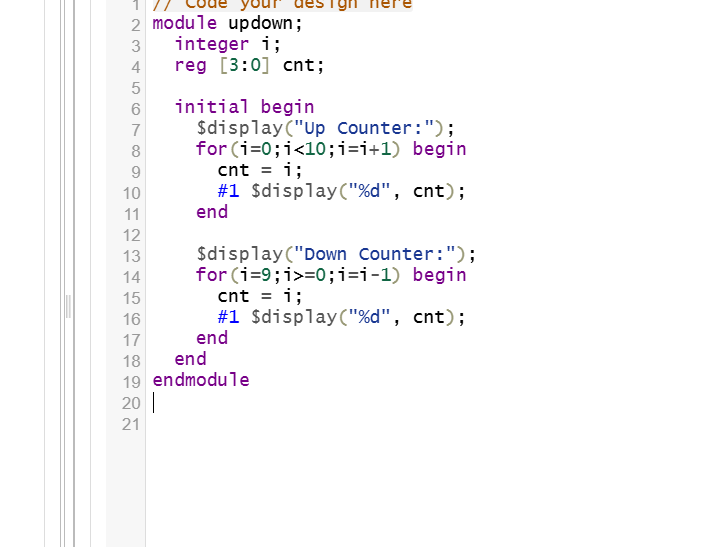 1 // Code your design here
2 module updown;
3 integer i;
4 reg [3:0] cnt;
5
6 initial begin
7 $display("Up Counter:");
8 for(i=0;i<10;i=i+1) begin
9 cnt = i;
10 #1 $display("%d", cnt);
11 end
12
13 $display("Down Counter:");
14 for(i=9;i>=0;i=i-1) begin
15 cnt = i;
16 #1 $display("%d", cnt);
17 end
18 end
19 endmodule
20
21